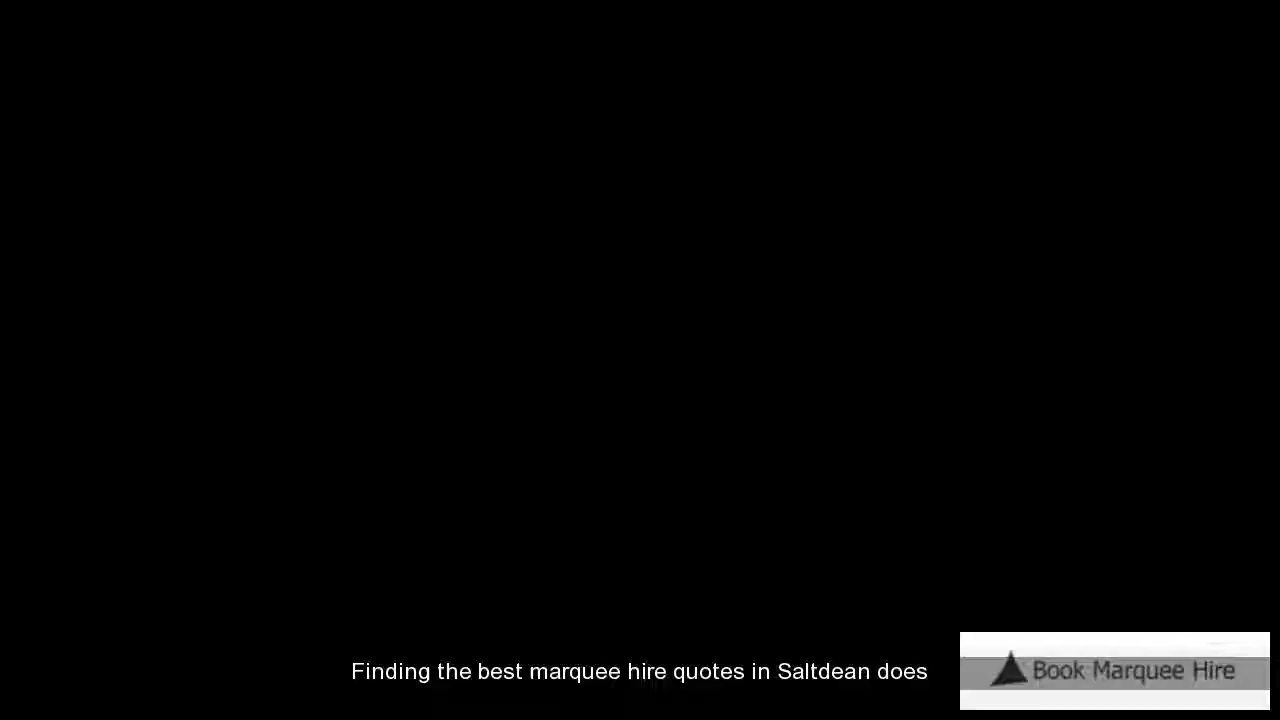 Finding the best marquee hire quotes in Saltdean does
Book Marquee Hire